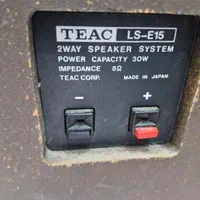 TEAC LS-E15
2WAY SPEAKER SYSTEM
POWER CAPACITY 30W
IMPEDANCE 8Ω
TEAC CORP. MADE IN JAPAN
− +